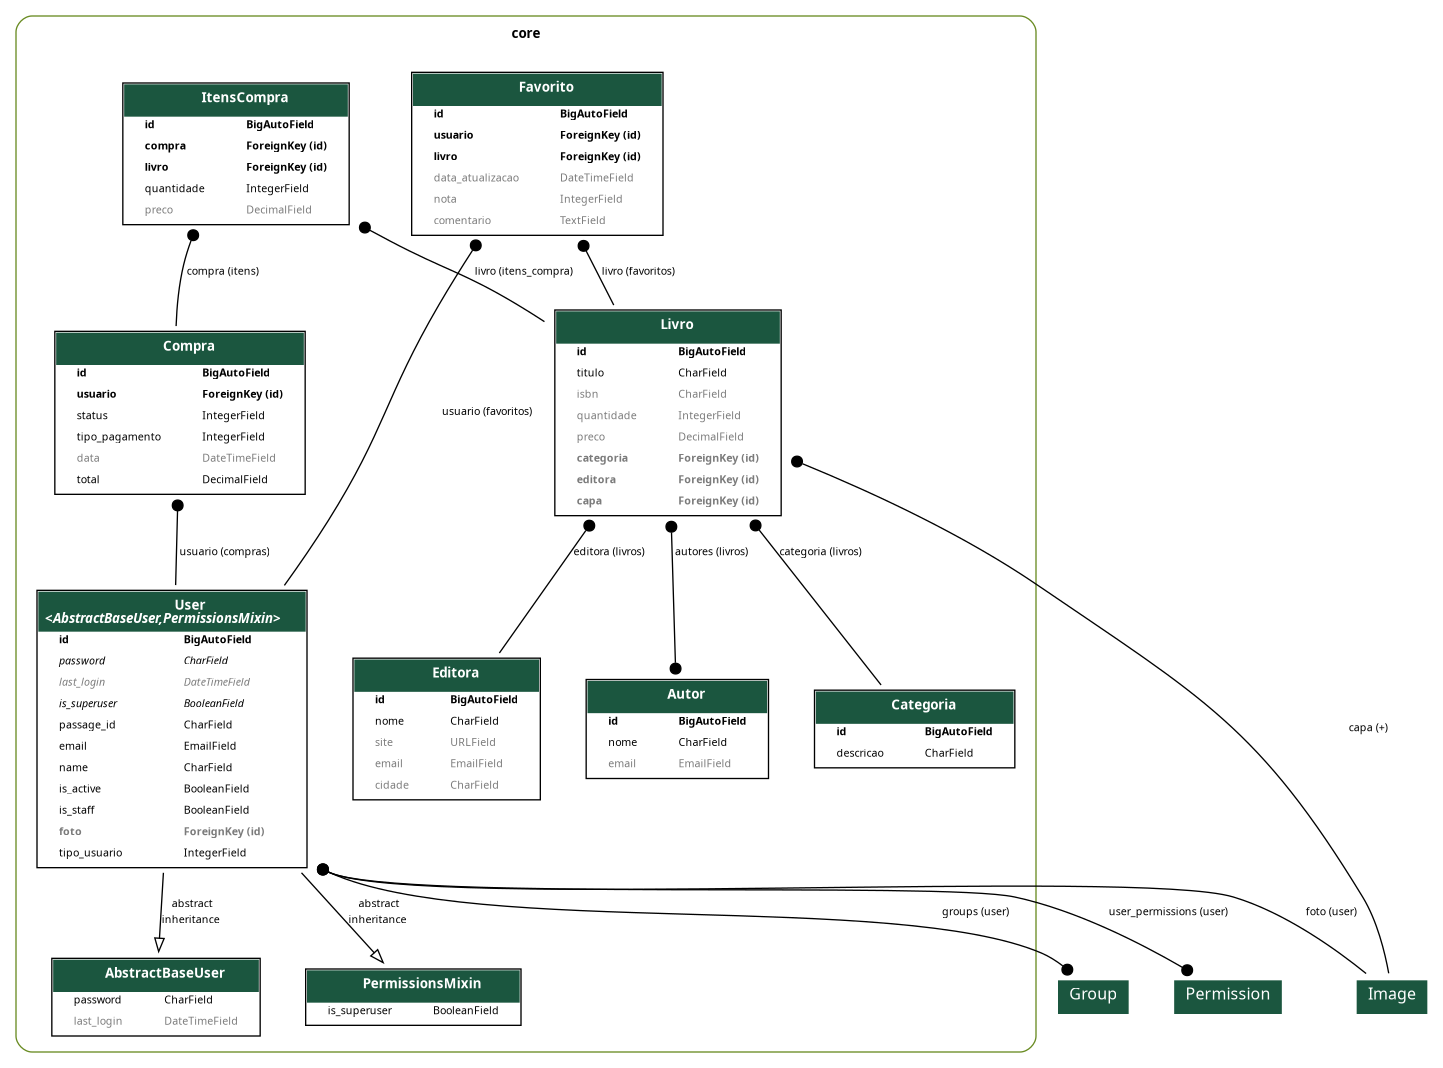 core
ItensCompra
id BigAutoField
compra ForeignKey (id)
livro ForeignKey (id)
quantidade IntegerField
preco DecimalField
Favorito
id BigAutoField
usuario ForeignKey (id)
livro ForeignKey (id)
data_atualizacao DateTimeField
nota IntegerField
comentario TextField
compra (itens)
livro (itens_compra)
livro (favoritos)
Compra
id BigAutoField
usuario ForeignKey (id)
status IntegerField
tipo_pagamento IntegerField
data DateTimeField
total DecimalField
usuario (favoritos)
Livro
id BigAutoField
titulo CharField
isbn CharField
quantidade IntegerField
preco DecimalField
categoria ForeignKey (id)
editora ForeignKey (id)
capa ForeignKey (id)
usuario (compras)
editora (livros)
autores (livros)
categoria (livros)
User
<AbstractBaseUser,PermissionsMixin>
id BigAutoField
password CharField
last_login DateTimeField
is_superuser BooleanField
passage_id CharField
email EmailField
name CharField
is_active BooleanField
is_staff BooleanField
foto ForeignKey (id)
tipo_usuario IntegerField
Editora
id BigAutoField
nome CharField
site URLField
email EmailField
cidade CharField
Autor
id BigAutoField
nome CharField
email EmailField
Categoria
id BigAutoField
descricao CharField
capa (+)
abstract
inheritance
abstract
inheritance
groups (user)
user_permissions (user)
foto (user)
AbstractBaseUser
password CharField
last_login DateTimeField
PermissionsMixin
is_superuser BooleanField
Group
Permission
Image